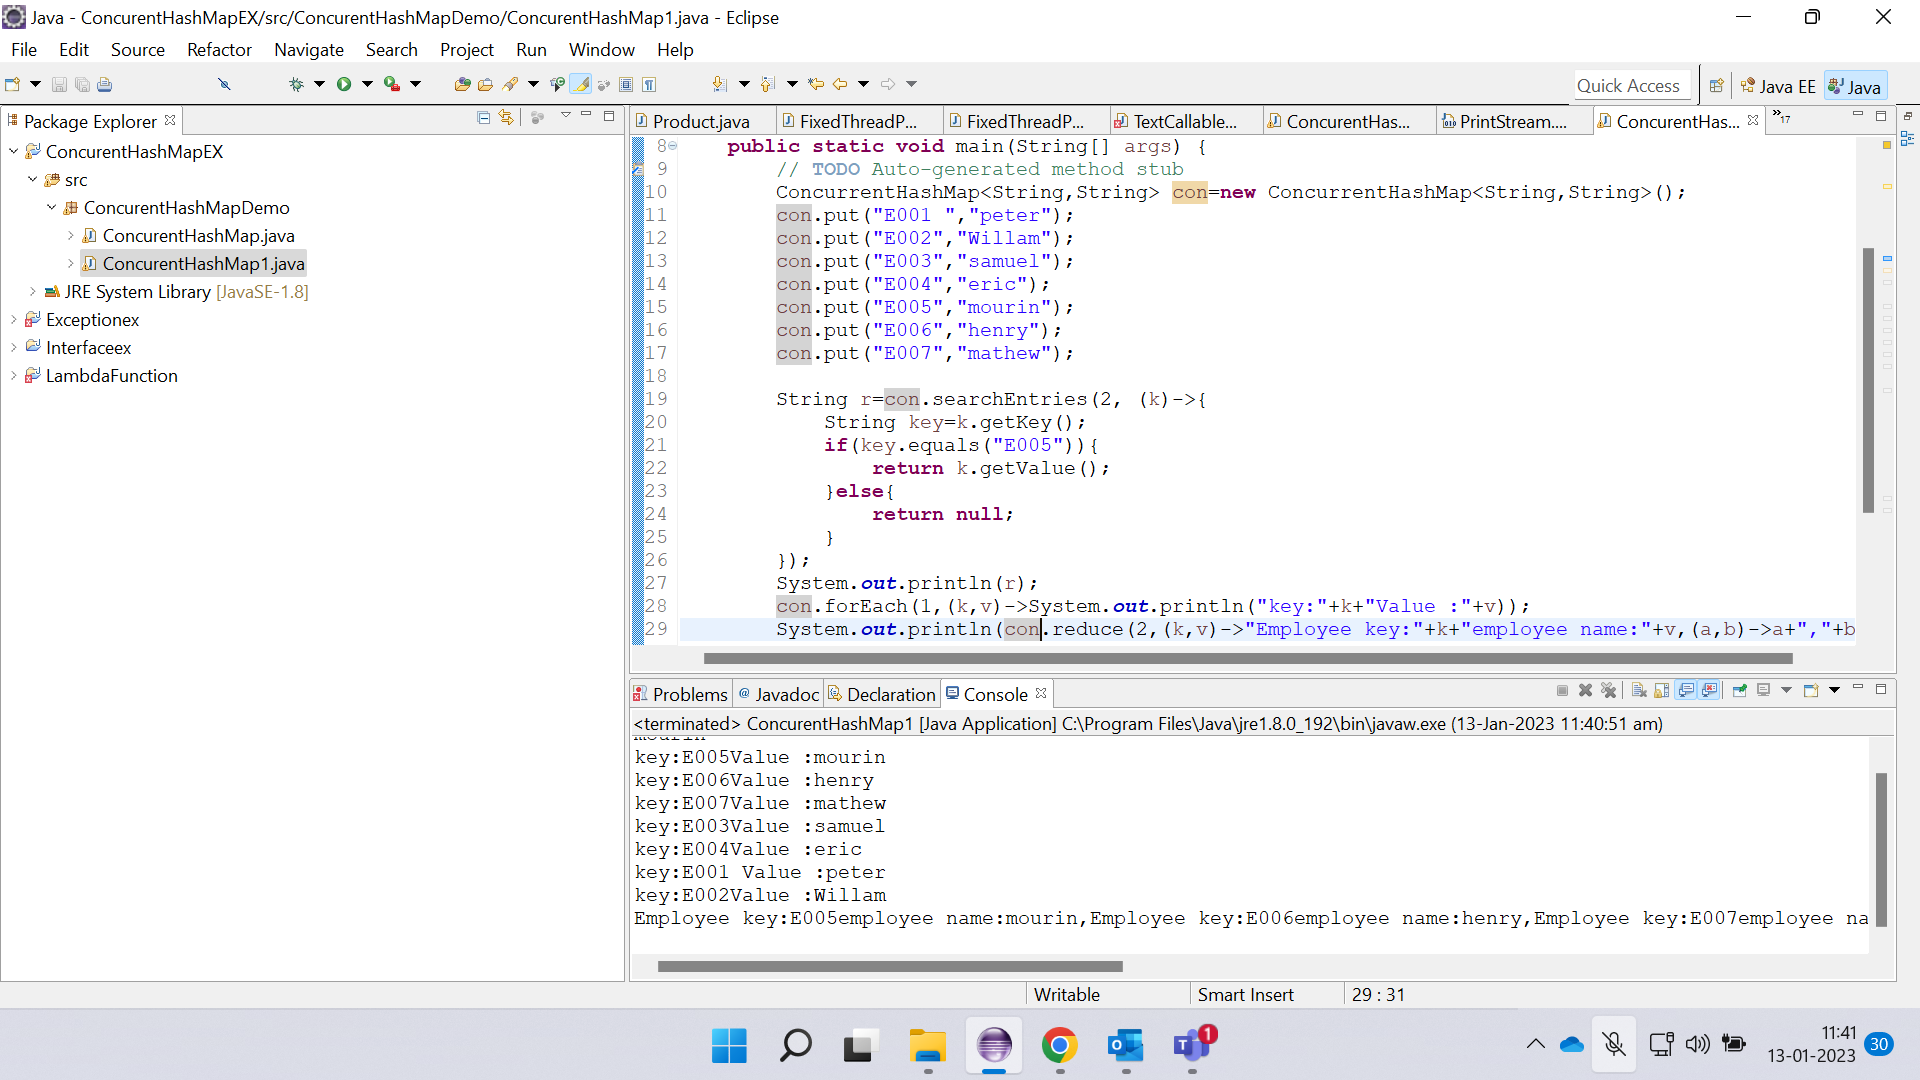 Java - ConcurentHashMapEX/src/ConcurentHashMapDemo/ConcurentHashMap1.java - Eclipse
File Edit Source Refactor Navigate Search Project Run Window Help
Quick Access Java EE Java
Package Explorer
ConcurentHashMapEX
src
ConcurentHashMapDemo
ConcurentHashMap.java
ConcurentHashMap1.java
JRE System Library [JavaSE-1.8]
Exceptionex
Interfaceex
LambdaFunction
Product.java FixedThreadP... FixedThreadP... TextCallable... ConcurentHas... PrintStream.... ConcurentHas... »17
8 public static void main(String[] args) {
9 // TODO Auto-generated method stub
10 ConcurrentHashMap<String,String> con=new ConcurrentHashMap<String,String>();
11 con.put("E001 ","peter");
12 con.put("E002","Willam");
13 con.put("E003","samuel");
14 con.put("E004","eric");
15 con.put("E005","mourin");
16 con.put("E006","henry");
17 con.put("E007","mathew");
18
19 String r=con.searchEntries(2, (k)->{
20 String key=k.getKey();
21 if(key.equals("E005")){
22 return k.getValue();
23 }else{
24 return null;
25 }
26 });
27 System.out.println(r);
28 con.forEach(1,(k,v)->System.out.println("key:"+k+"Value :"+v));
29 System.out.println(con.reduce(2,(k,v)->"Employee key:"+k+"employee name:"+v,(a,b)->a+","+b
Problems @ Javadoc Declaration Console
<terminated> ConcurentHashMap1 [Java Application] C:\Program Files\Java\jre1.8.0_192\bin\javaw.exe (13-Jan-2023 11:40:51 am)
mourin
key:E005Value :mourin
key:E006Value :henry
key:E007Value :mathew
key:E003Value :samuel
key:E004Value :eric
key:E001 Value :peter
key:E002Value :Willam
Employee key:E005employee name:mourin,Employee key:E006employee name:henry,Employee key:E007employee na
Writable Smart Insert 29 : 31
1
11:41
13-01-2023
30